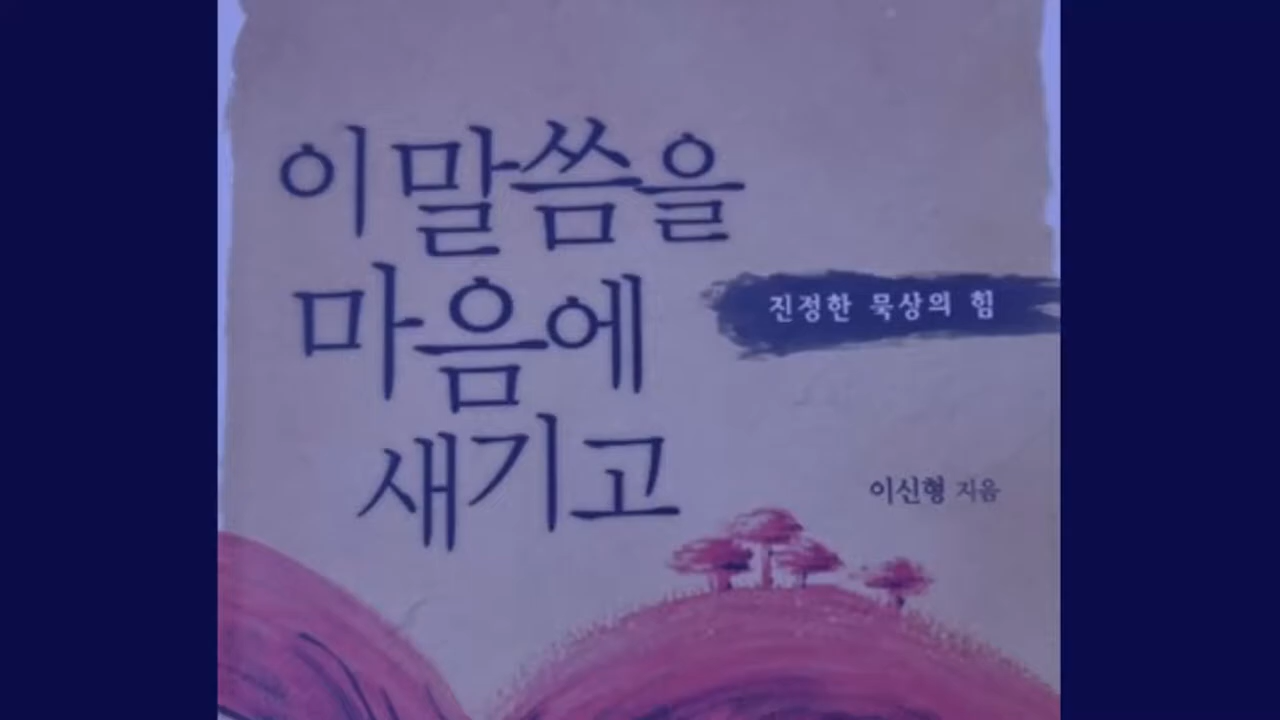 이 말씀을
마음에
새기고
진정한 묵상의 힘
이신형 지음